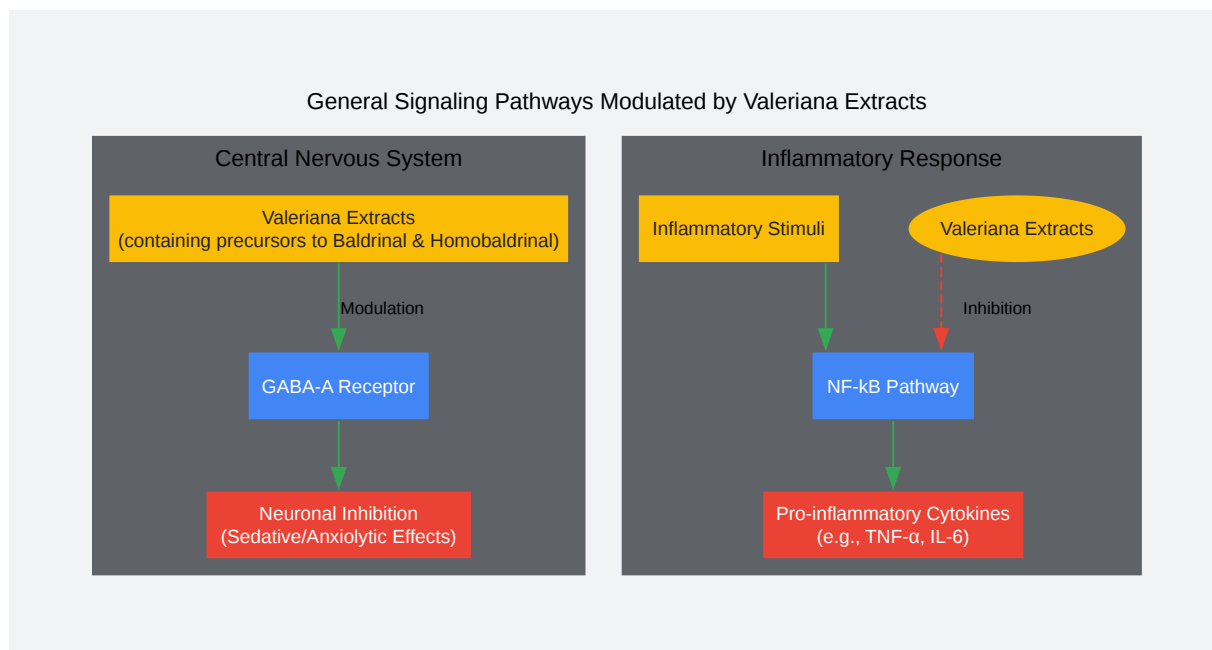 General Signaling Pathways Modulated by Valeriana Extracts
Central Nervous System
Valeriana Extracts
(containing precursors to Baldrinal & Homobaldrinal)
Modulation
GABA-A Receptor
Neuronal Inhibition
(Sedative/Anxiolytic Effects)
Inflammatory Response
Inflammatory Stimuli
Valeriana Extracts
Inhibition
NF-kB Pathway
Pro-inflammatory Cytokines
(e.g., TNF-α, IL-6)